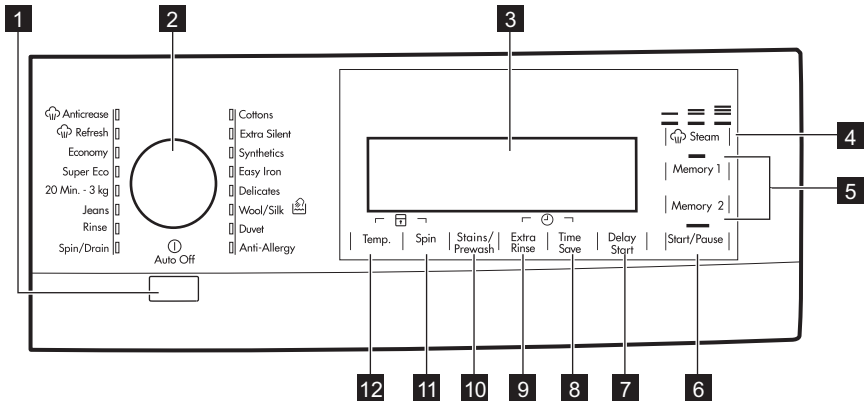 1
2
3
Anticrease
Refresh
Economy
Super Eco
20 Min. - 3 kg
Jeans
Rinse
Spin/Drain
Auto Off
Cottons
Extra Silent
Synthetics
Easy Iron
Delicates
Wool/Silk
Duvet
Anti-Allergy
Temp.
Spin
Stains/
Prewash
Extra
Rinse
Time
Save
Delay
Start
Steam
Memory 1
Memory 2
Start/Pause
4
5
12
11
10
9
8
7
6